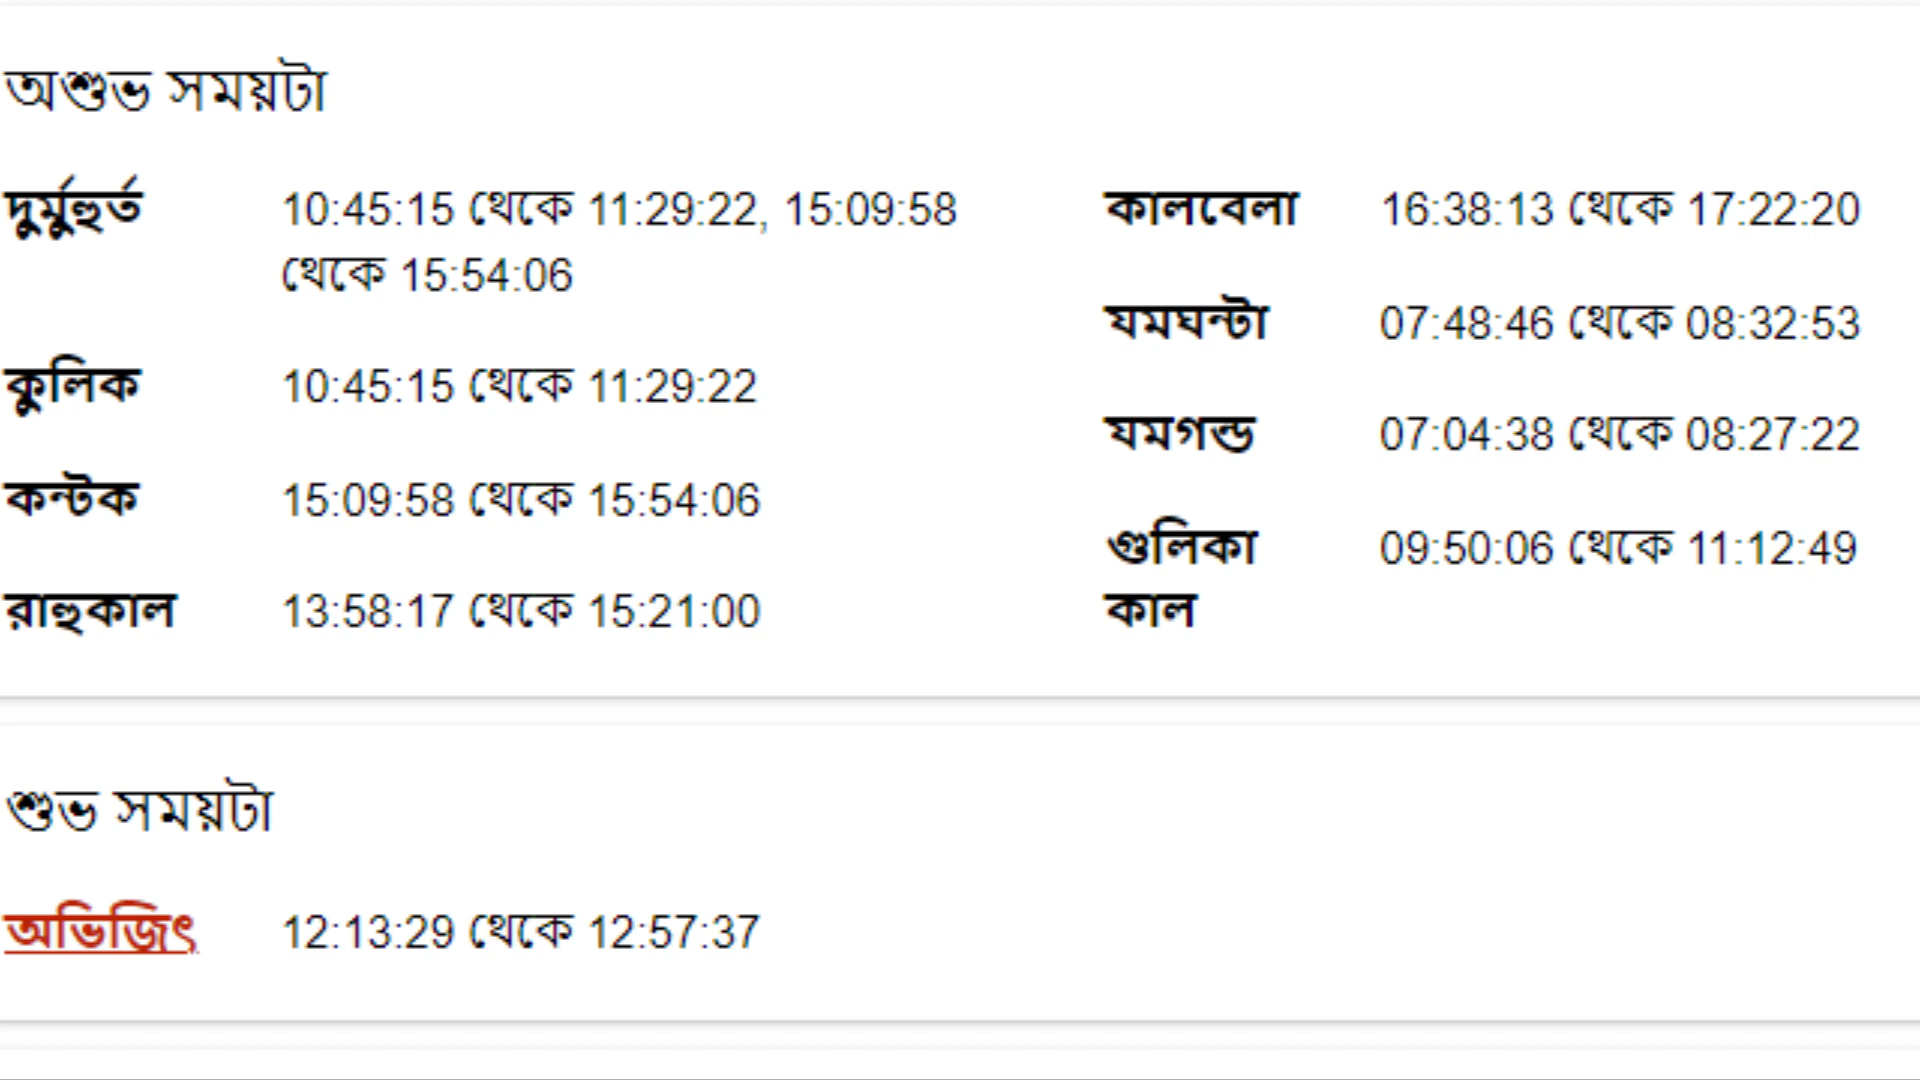 অশুভ সময়টা
দুর্মুহুর্ত 10:45:15 থেকে 11:29:22, 15:09:58
থেকে 15:54:06
কুলিক 10:45:15 থেকে 11:29:22
কন্টক 15:09:58 থেকে 15:54:06
রাহুকাল 13:58:17 থেকে 15:21:00
কালবেলা 16:38:13 থেকে 17:22:20
যমঘন্টা 07:48:46 থেকে 08:32:53
যমগন্ড 07:04:38 থেকে 08:27:22
গুলিকা 09:50:06 থেকে 11:12:49
কাল
শুভ সময়টা
অভিজিৎ 12:13:29 থেকে 12:57:37